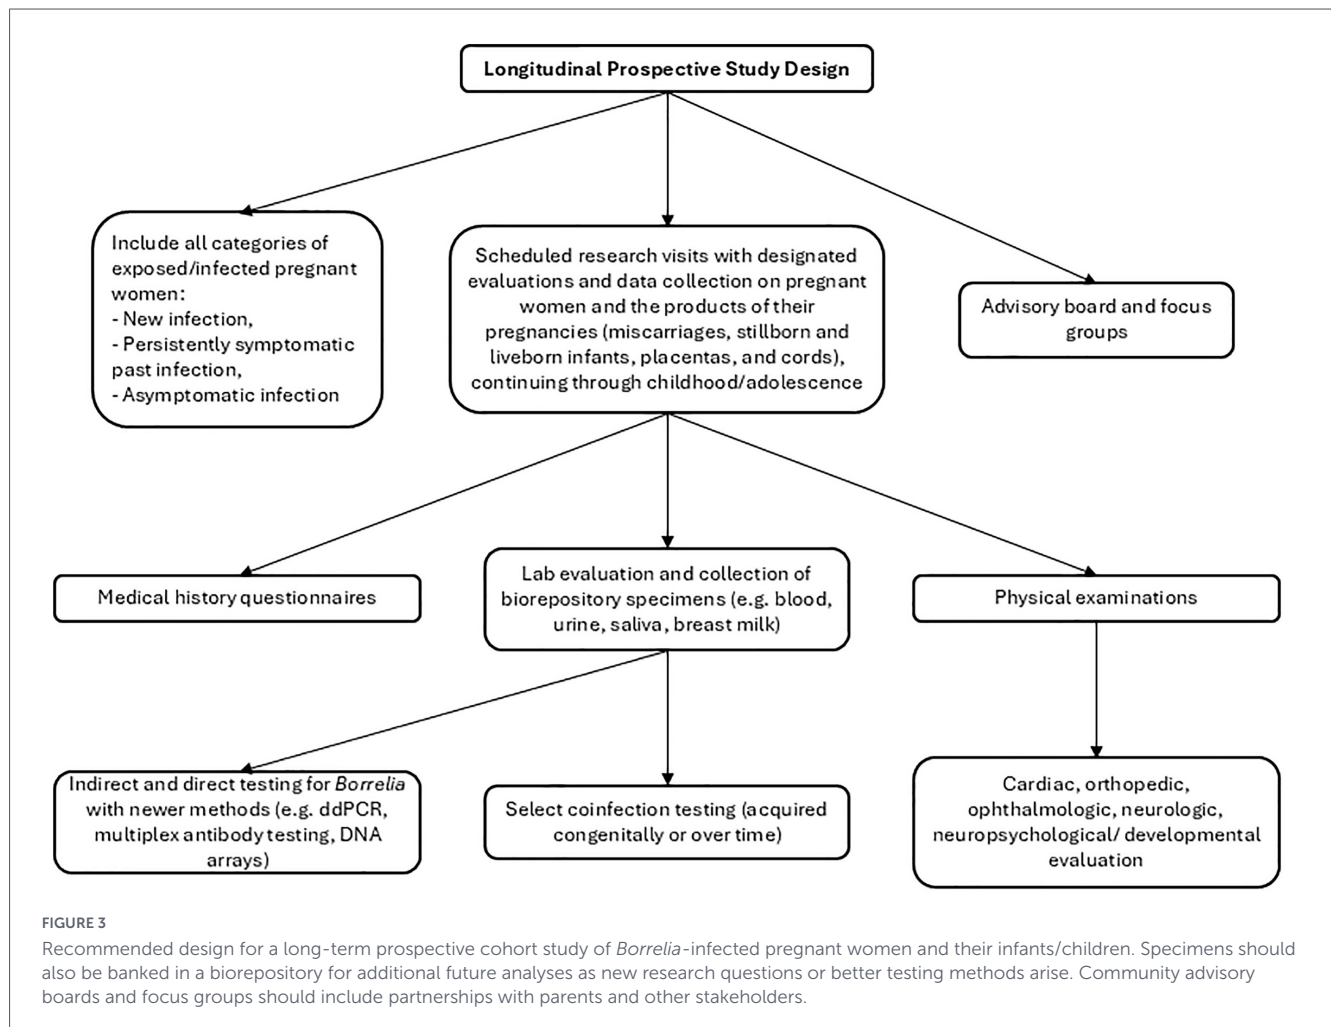 Longitudinal Prospective Study Design
Include all categories of
exposed/infected pregnant
women:
- New infection,
- Persistently symptomatic
past infection,
- Asymptomatic infection
Scheduled research visits with designated
evaluations and data collection on pregnant
women and the products of their
pregnancies (miscarriages, stillborn and
liveborn infants, placentas, and cords),
continuing through childhood/adolescence
Advisory board and focus
groups
Medical history questionnaires
Lab evaluation and collection of
biorepository specimens (e.g. blood,
urine, saliva, breast milk)
Physical examinations
Indirect and direct testing for Borrelia
with newer methods (e.g. ddPCR,
multiplex antibody testing, DNA
arrays)
Select coinfection testing (acquired
congenitally or over time)
Cardiac, orthopedic,
ophthalmologic, neurologic,
neuropsychological/ developmental
evaluation
FIGURE 3
Recommended design for a long-term prospective cohort study of Borrelia-infected pregnant women and their infants/children. Specimens should
also be banked in a biorepository for additional future analyses as new research questions or better testing methods arise. Community advisory
boards and focus groups should include partnerships with parents and other stakeholders.